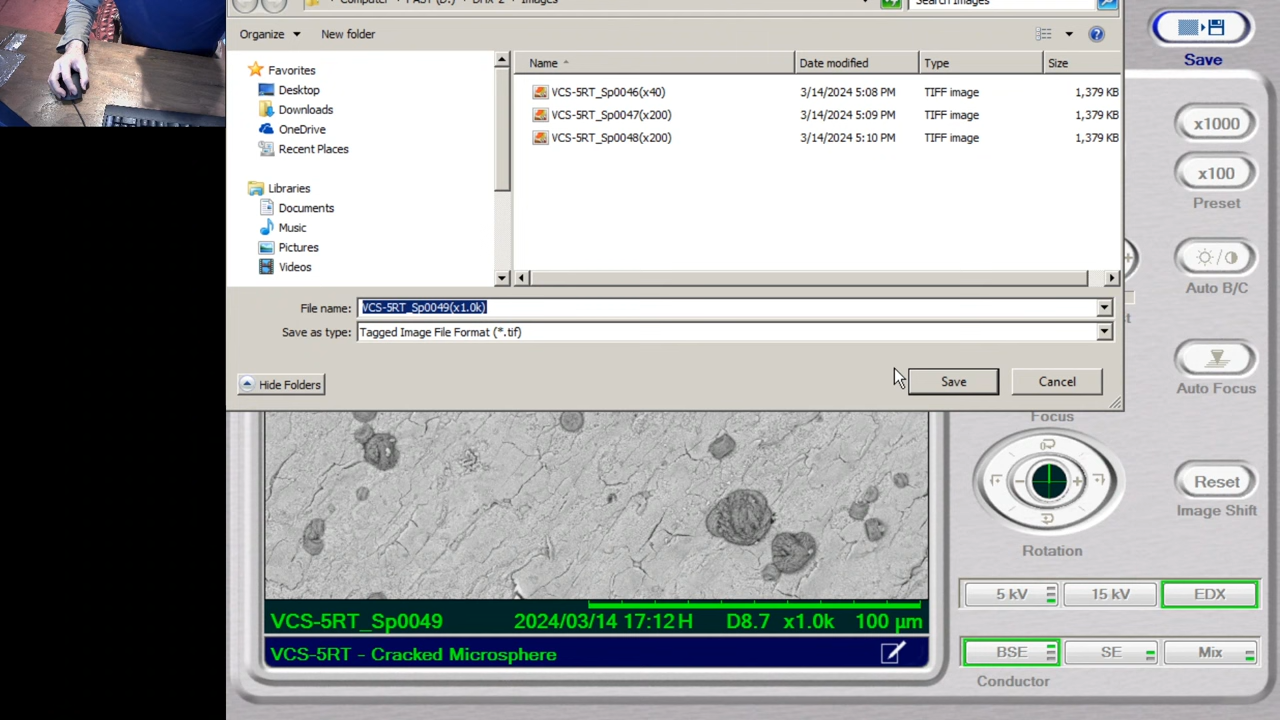 Computer
Images
Search Images
Save
Organize New folder
Name Date modified Type Size
Favorites
Desktop
Downloads
OneDrive
Recent Places
Libraries
Documents
Music
Pictures
Videos
VCS-5RT_Sp0046(x40) 3/14/2024 5:08 PM TIFF image 1,379 KB
VCS-5RT_Sp0047(x200) 3/14/2024 5:09 PM TIFF image 1,379 KB
VCS-5RT_Sp0048(x200) 3/14/2024 5:10 PM TIFF image 1,379 KB
File name: VCS-5RT_Sp0049(x1.0k)
Save as type: Tagged Image File Format (*.tif)
Hide Folders Save Cancel
x1000
x100
Preset
Auto B/C
Auto Focus
Focus
Reset
Image Shift
Rotation
5 kV 15 kV EDX
BSE SE Mix
Conductor
VCS-5RT_Sp0049 2024/03/14 17:12 H D8.7 x1.0k 100 µm
VCS-5RT - Cracked Microsphere